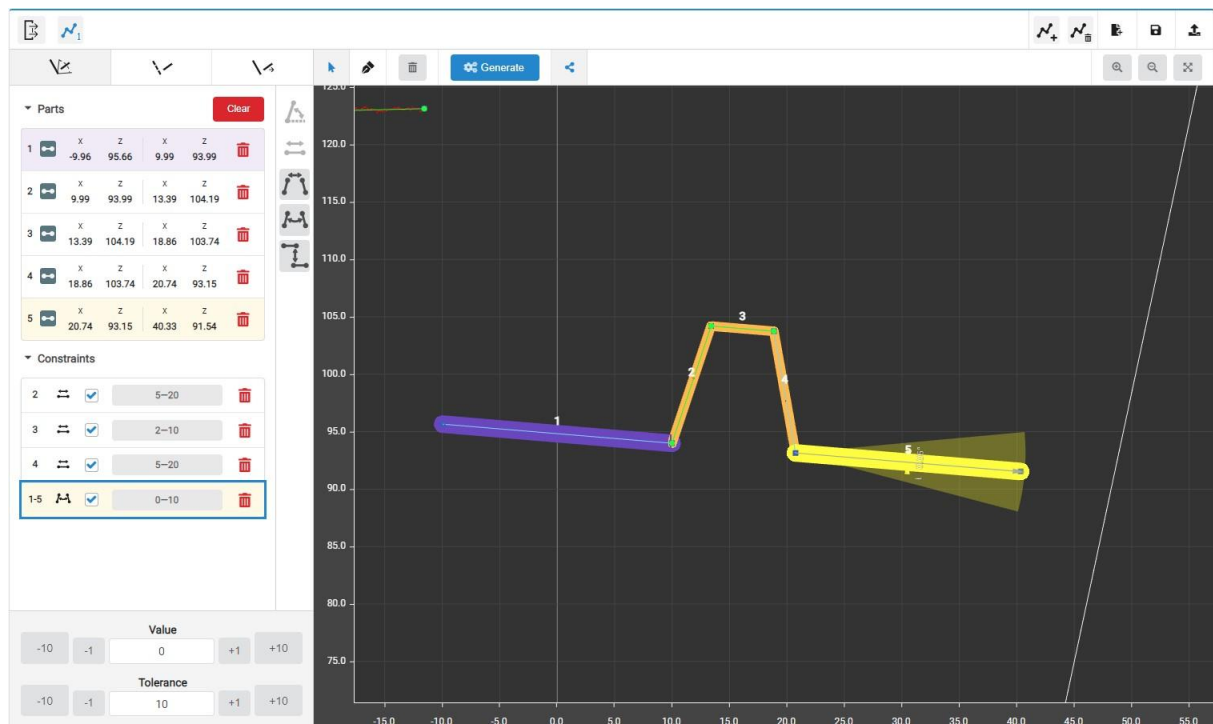 1
Generate
Parts
Clear
1 X Z X Z
-9.96 95.66 9.99 93.99
2 X Z X Z
9.99 93.99 13.39 104.19
3 X Z X Z
13.39 104.19 18.86 103.74
4 X Z X Z
18.86 103.74 20.74 93.15
5 X Z X Z
20.74 93.15 40.33 91.54
Constraints
2 5–20
3 2–10
4 5–20
1-5 0–10
Value
-10 -1 0 +1 +10
Tolerance
-10 -1 10 +1 +10
125.0
120.0
115.0
110.0
105.0
100.0
95.0
90.0
85.0
80.0
75.0
3
2
4
1
5
-15.0 -10.0 -5.0 0.0 5.0 10.0 15.0 20.0 25.0 30.0 35.0 40.0 45.0 50.0 55.0